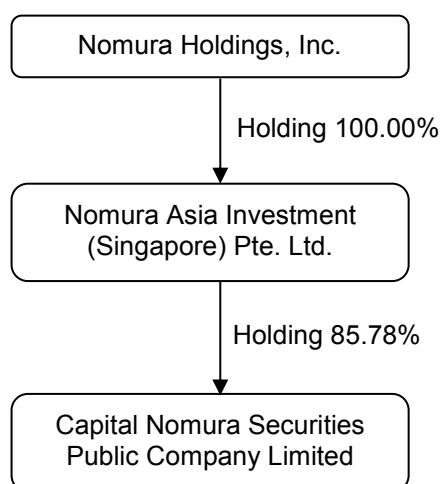 Nomura Holdings, Inc.
Holding 100.00%
Nomura Asia Investment
(Singapore) Pte. Ltd.
Holding 85.78%
Capital Nomura Securities
Public Company Limited